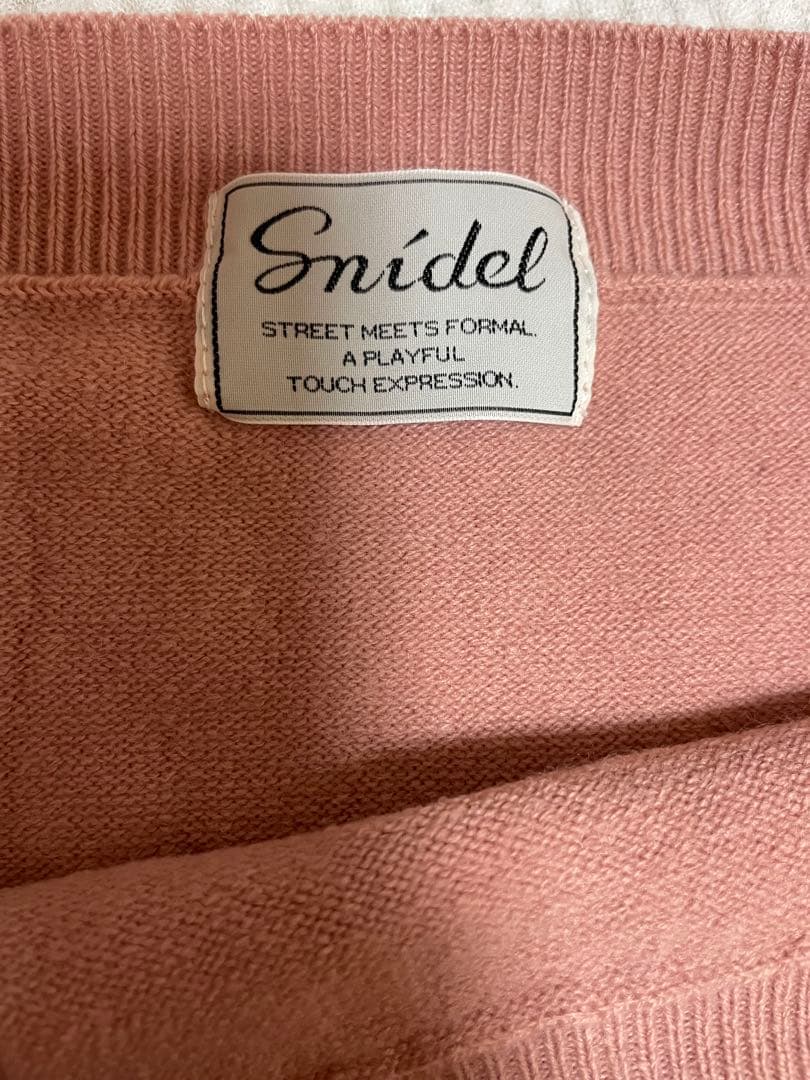 Snídel
STREET MEETS FORMAL.
A PLAYFUL
TOUCH EXPRESSION.